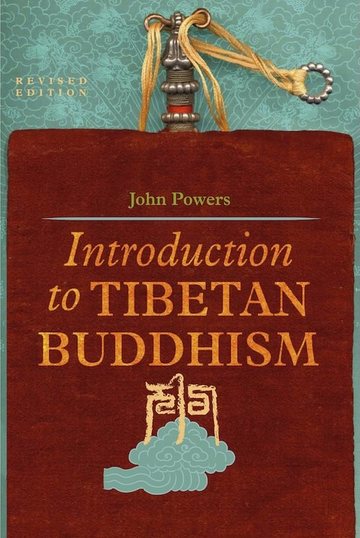 REVISED
EDITION
John Powers
Introduction
to TIBETAN
BUDDHISM